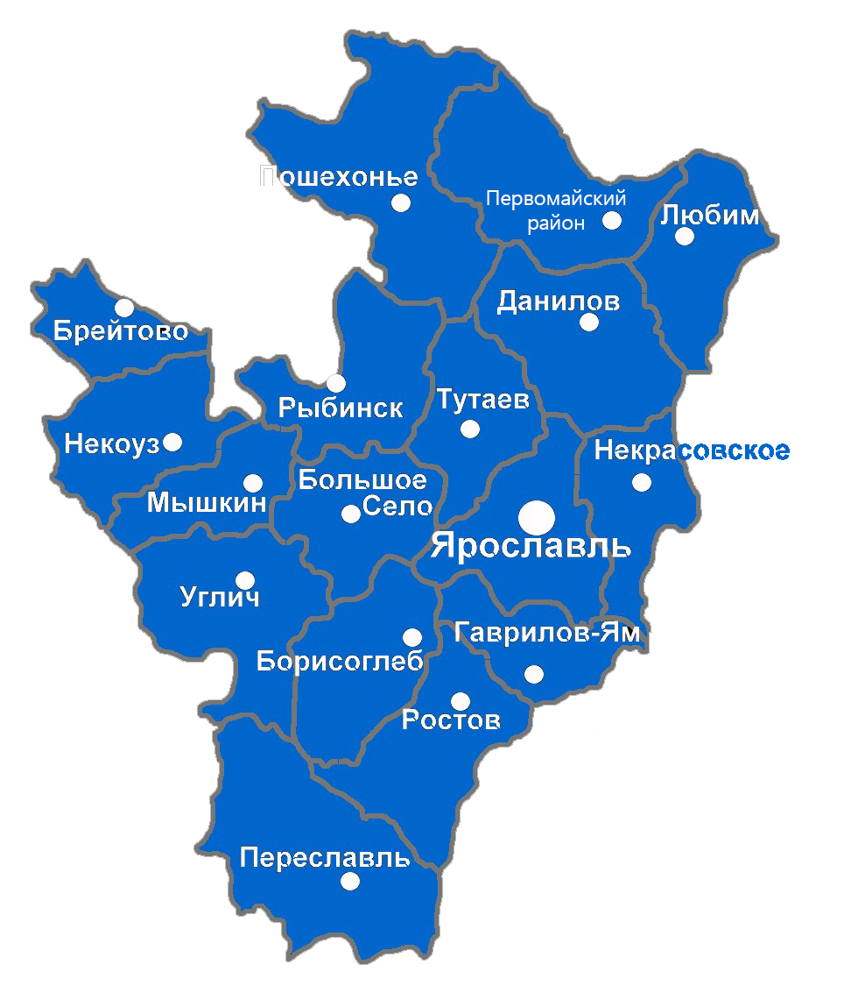 Пошехонье
Первомайский
район
Любим
Данилов
Брейтово
Рыбинск
Тутаев
Некоуз
Некрасовское
Большое
Село
Мышкин
Ярославль
Углич
Гаврилов-Ям
Борисоглеб
Ростов
Переславль